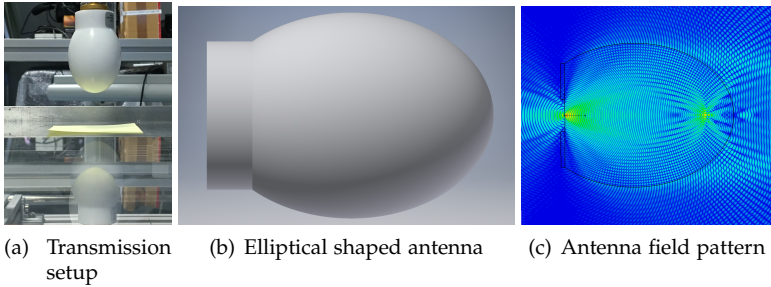 (a) Transmission setup
(b) Elliptical shaped antenna
(c) Antenna field pattern